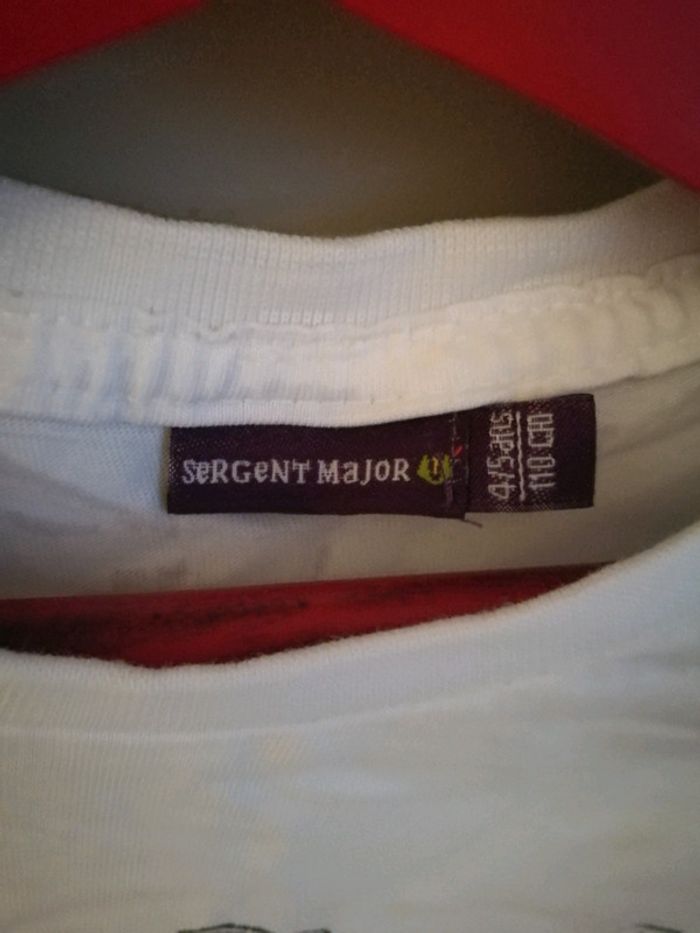 SeRGeNT MaJOR
4/5 ans
110 cm